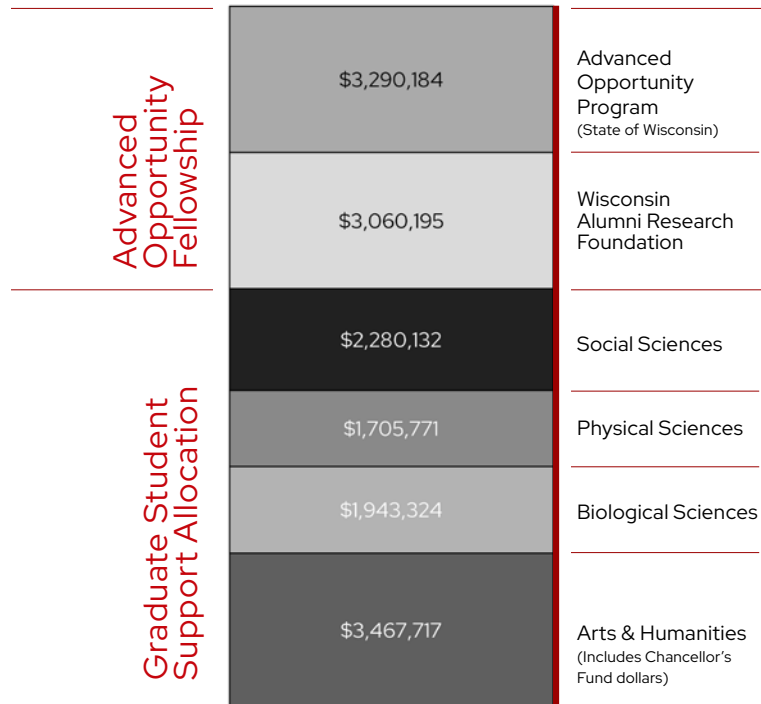 Advanced
Opportunity
Fellowship
$3,290,184
Advanced
Opportunity
Program
(State of Wisconsin)
$3,060,195
Wisconsin
Alumni Research
Foundation
Graduate Student
Support Allocation
$2,280,132
Social Sciences
$1,705,771
Physical Sciences
$1,943,324
Biological Sciences
$3,467,717
Arts & Humanities
(Includes Chancellor’s
Fund dollars)